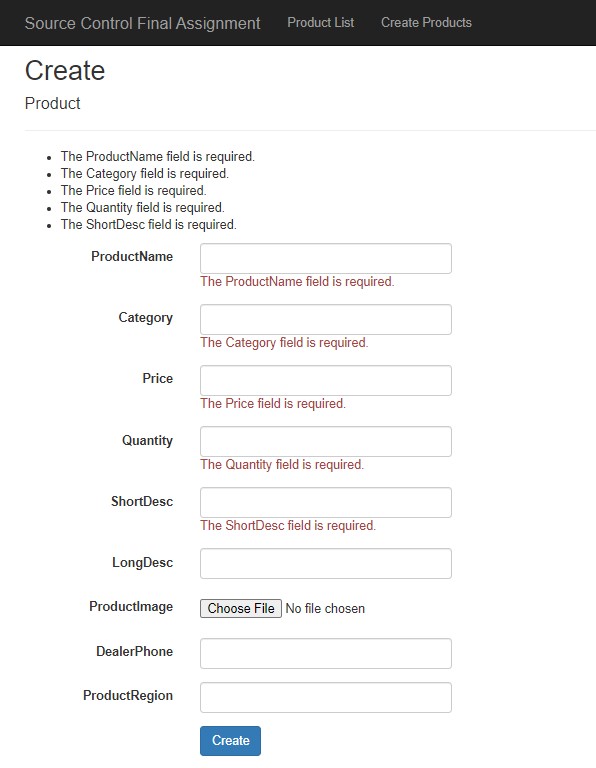 Source Control Final Assignment Product List Create Products
Create
Product
The ProductName field is required.
The Category field is required.
The Price field is required.
The Quantity field is required.
The ShortDesc field is required.
ProductName
The ProductName field is required.
Category
The Category field is required.
Price
The Price field is required.
Quantity
The Quantity field is required.
ShortDesc
The ShortDesc field is required.
LongDesc
ProductImage Choose File No file chosen
DealerPhone
ProductRegion
Create